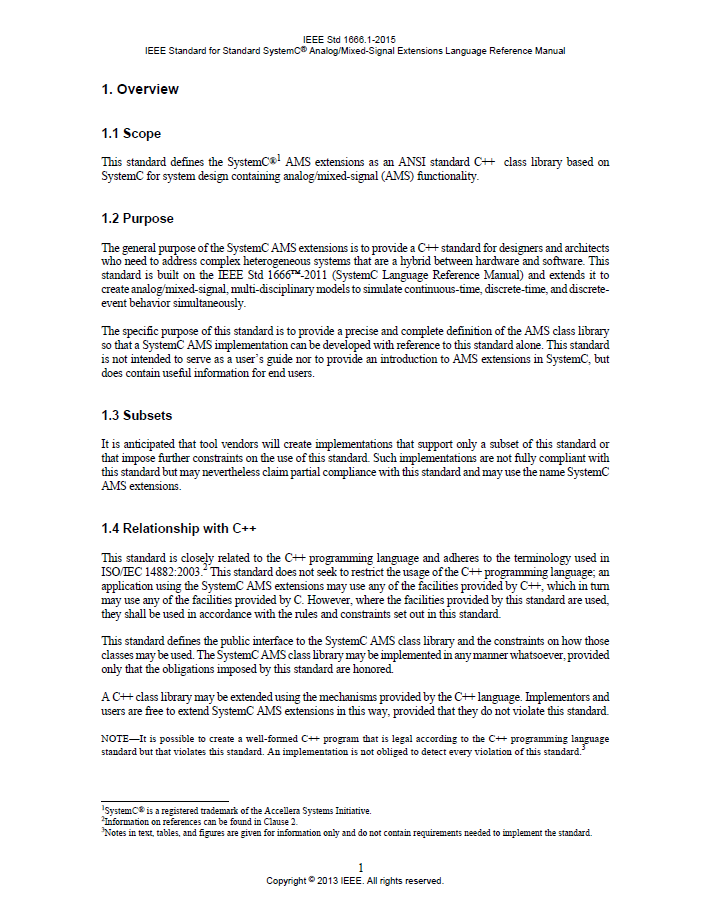 IEEE Std 1666.1-2015
IEEE Standard for Standard SystemC® Analog/Mixed-Signal Extensions Language Reference Manual
1. Overview
1.1 Scope
This standard defines the SystemC®1 AMS extensions as an ANSI standard C++ class library based on
SystemC for system design containing analog/mixed-signal (AMS) functionality.
1.2 Purpose
The general purpose of the SystemC AMS extensions is to provide a C++ standard for designers and architects
who need to address complex heterogeneous systems that are a hybrid between hardware and software. This
standard is built on the IEEE Std 1666™-2011 (SystemC Language Reference Manual) and extends it to
create analog/mixed-signal, multi-disciplinary models to simulate continuous-time, discrete-time, and discrete-
event behavior simultaneously.
The specific purpose of this standard is to provide a precise and complete definition of the AMS class library
so that a SystemC AMS implementation can be developed with reference to this standard alone. This standard
is not intended to serve as a user's guide nor to provide an introduction to AMS extensions in SystemC, but
does contain useful information for end users.
1.3 Subsets
It is anticipated that tool vendors will create implementations that support only a subset of this standard or
that impose further constraints on the use of this standard. Such implementations are not fully compliant with
this standard but may nevertheless claim partial compliance with this standard and may use the name SystemC
AMS extensions.
1.4 Relationship with C++
This standard is closely related to the C++ programming language and adheres to the terminology used in
ISO/IEC 14882:2003.2 This standard does not seek to restrict the usage of the C++ programming language; an
application using the SystemC AMS extensions may use any of the facilities provided by C++, which in turn
may use any of the facilities provided by C. However, where the facilities provided by this standard are used,
they shall be used in accordance with the rules and constraints set out in this standard.
This standard defines the public interface to the SystemC AMS class library and the constraints on how those
classes may be used. The SystemC AMS class library may be implemented in any manner whatsoever, provided
only that the obligations imposed by this standard are honored.
A C++ class library may be extended using the mechanisms provided by the C++ language. Implementors and
users are free to extend SystemC AMS extensions in this way, provided that they do not violate this standard.
NOTE—It is possible to create a well-formed C++ program that is legal according to the C++ programming language
standard but that violates this standard. An implementation is not obliged to detect every violation of this standard.3
1SystemC® is a registered trademark of the Accellera Systems Initiative.
2Information on references can be found in Clause 2.
3Notes in text, tables, and figures are given for information only and do not contain requirements needed to implement the standard.
1
Copyright © 2013 IEEE. All rights reserved.